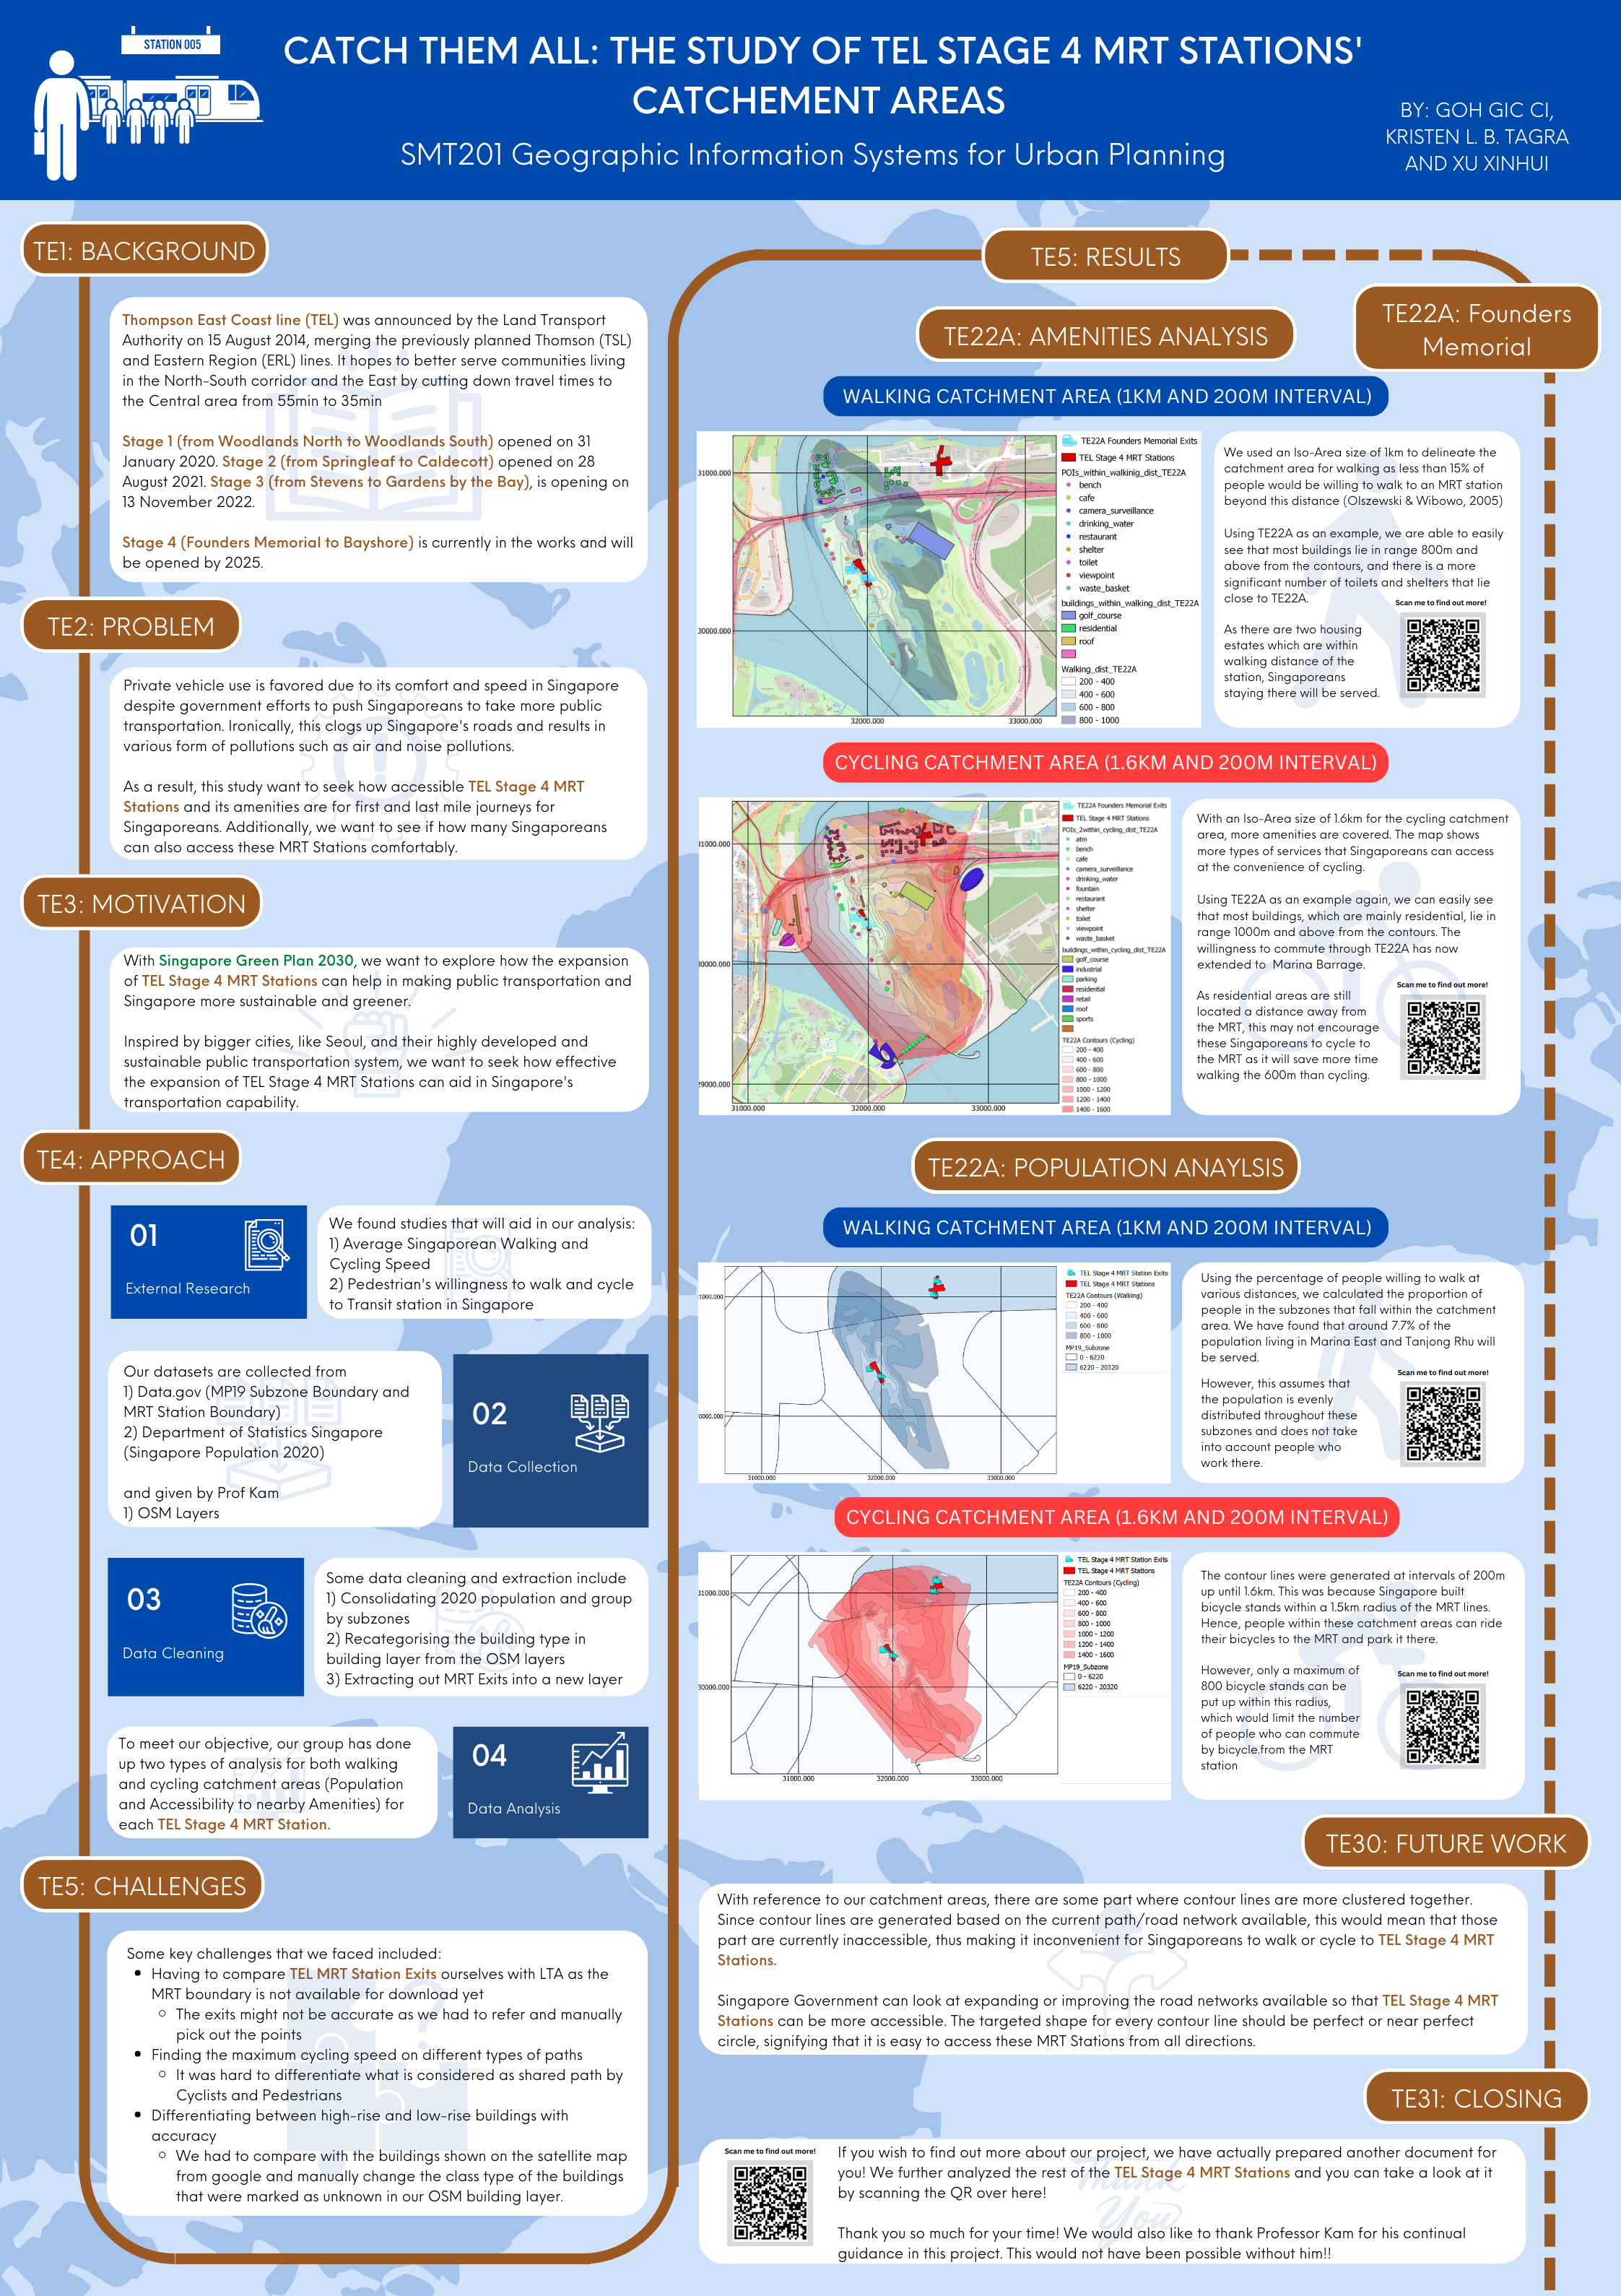 STATION 005
CATCH THEM ALL: THE STUDY OF TEL STAGE 4 MRT STATIONS'
CATCHEMENT AREAS
SMT201 Geographic Information Systems for Urban Planning
BY: GOH GIC CI,
KRISTEN L. B. TAGRA
AND XU XINHUI
TE1: BACKGROUND
Thompson East Coast line (TEL) was announced by the Land Transport
Authority on 15 August 2014, merging the previously planned Thomson (TSL)
and Eastern Region (ERL) lines. It hopes to better serve communities living
in the North-South corridor and the East by cutting down travel times to
the Central area from 55min to 35min
Stage 1 (from Woodlands North to Woodlands South) opened on 31
January 2020. Stage 2 (from Springleaf to Caldecott) opened on 28
August 2021. Stage 3 (from Stevens to Gardens by the Bay), is opening on
13 November 2022.
Stage 4 (Founders Memorial to Bayshore) is currently in the works and will
be opened by 2025.
TE2: PROBLEM
Private vehicle use is favored due to its comfort and speed in Singapore
despite government efforts to push Singaporeans to take more public
transportation. Ironically, this clogs up Singapore's roads and results in
various form of pollutions such as air and noise pollutions.
As a result, this study want to seek how accessible TEL Stage 4 MRT
Stations and its amenities are for first and last mile journeys for
Singaporeans. Additionally, we want to see if how many Singaporeans
can also access these MRT Stations comfortably.
TE3: MOTIVATION
With Singapore Green Plan 2030, we want to explore how the expansion
of TEL Stage 4 MRT Stations can help in making public transportation and
Singapore more sustainable and greener.
Inspired by bigger cities, like Seoul, and their highly developed and
sustainable public transportation system, we want to seek how effective
the expansion of TEL Stage 4 MRT Stations can aid in Singapore's
transportation capability.
TE4: APPROACH
01
External Research
We found studies that will aid in our analysis:
1) Average Singaporean Walking and
Cycling Speed
2) Pedestrian's willingness to walk and cycle
to Transit station in Singapore
Our datasets are collected from
1) Data.gov (MP19 Subzone Boundary and
MRT Station Boundary)
2) Department of Statistics Singapore
(Singapore Population 2020)
and given by Prof Kam
1) OSM Layers
02
Data Collection
03
Data Cleaning
Some data cleaning and extraction include
1) Consolidating 2020 population and group
by subzones
2) Recategorising the building type in
building layer from the OSM layers
3) Extracting out MRT Exits into a new layer
To meet our objective, our group has done
up two types of analysis for both walking
and cycling catchment areas (Population
and Accessibility to nearby Amenities) for
each TEL Stage 4 MRT Station.
04
Data Analysis
TE5: CHALLENGES
Some key challenges that we faced included:
• Having to compare TEL MRT Station Exits ourselves with LTA as the
MRT boundary is not available for download yet
○ The exits might not be accurate as we had to refer and manually
pick out the points
• Finding the maximum cycling speed on different types of paths
○ It was hard to differentiate what is considered as shared path by
Cyclists and Pedestrians
• Differentiating between high-rise and low-rise buildings with
accuracy
○ We had to compare with the buildings shown on the satellite map
from google and manually change the class type of the buildings
that were marked as unknown in our OSM building layer.
TE5: RESULTS
TE22A: Founders
Memorial
TE22A: AMENITIES ANALYSIS
WALKING CATCHMENT AREA (1KM AND 200M INTERVAL)
31000.000
30000.000
32000.000
33000.000
TE22A Founders Memorial Exits
TEL Stage 4 MRT Stations
POIs_within_walkinig_dist_TE22A
bench
cafe
camera_surveillance
drinking_water
restaurant
shelter
toilet
viewpoint
waste_basket
buildings_within_walking_dist_TE22A
golf_course
residential
roof
Walking_dist_TE22A
200 - 400
400 - 600
600 - 800
800 - 1000
We used an Iso-Area size of 1km to delineate the
catchment area for walking as less than 15% of
people would be willing to walk to an MRT station
beyond this distance (Olszewski & Wibowo, 2005)
Using TE22A as an example, we are able to easily
see that most buildings lie in range 800m and
above from the contours, and there is a more
significant number of toilets and shelters that lie
close to TE22A.
As there are two housing
estates which are within
walking distance of the
station, Singaporeans
staying there will be served.
Scan me to find out more!
CYCLING CATCHMENT AREA (1.6KM AND 200M INTERVAL)
31000.000
30000.000
29000.000
31000.000
32000.000
33000.000
TE22A Founders Memorial Exits
TEL Stage 4 MRT Stations
POIs_2within_cycling_dist_TE22A
atm
bench
cafe
camera_surveillance
drinking_water
fountain
restaurant
shelter
toilet
viewpoint
waste_basket
buildings_within_cycling_dist_TE22A
golf_course
industrial
parking
residential
retail
roof
sports
TE22A Contours (Cycling)
200 - 400
400 - 600
600 - 800
800 - 1000
1000 - 1200
1200 - 1400
1400 - 1600
With an Iso-Area size of 1.6km for the cycling catchment
area, more amenities are covered. The map shows
more types of services that Singaporeans can access
at the convenience of cycling.
Using TE22A as an example again, we can easily see
that most buildings, which are mainly residential, lie in
range 1000m and above from the contours. The
willingness to commute through TE22A has now
extended to Marina Barrage.
As residential areas are still
located a distance away from
the MRT, this may not encourage
these Singaporeans to cycle to
the MRT as it will save more time
walking the 600m than cycling.
Scan me to find out more!
TE22A: POPULATION ANAYLSIS
WALKING CATCHMENT AREA (1KM AND 200M INTERVAL)
1000.000
0000.000
31000.000
32000.000
33000.000
TEL Stage 4 MRT Station Exits
TEL Stage 4 MRT Stations
TE22A Contours (Walking)
200 - 400
400 - 600
600 - 800
800 - 1000
MP19_Subzone
0 - 6220
6220 - 20320
Using the percentage of people willing to walk at
various distances, we calculated the proportion of
people in the subzones that fall within the catchment
area. We have found that around 7.7% of the
population living in Marina East and Tanjong Rhu will
be served.
However, this assumes that
the population is evenly
distributed throughout these
subzones and does not take
into account people who
work there.
Scan me to find out more!
CYCLING CATCHMENT AREA (1.6KM AND 200M INTERVAL)
31000.000
30000.000
31000.000
32000.000
33000.000
TEL Stage 4 MRT Station Exits
TEL Stage 4 MRT Stations
TE22A Contours (Cycling)
200 - 400
400 - 600
600 - 800
800 - 1000
1000 - 1200
1200 - 1400
1400 - 1600
MP19_Subzone
0 - 6220
6220 - 20320
The contour lines were generated at intervals of 200m
up until 1.6km. This was because Singapore built
bicycle stands within a 1.5km radius of the MRT lines.
Hence, people within these catchment areas can ride
their bicycles to the MRT and park it there.
However, only a maximum of
800 bicycle stands can be
put up within this radius,
which would limit the number
of people who can commute
by bicycle.from the MRT
station
Scan me to find out more!
TE30: FUTURE WORK
With reference to our catchment areas, there are some part where contour lines are more clustered together.
Since contour lines are generated based on the current path/road network available, this would mean that those
part are currently inaccessible, thus making it inconvenient for Singaporeans to walk or cycle to TEL Stage 4 MRT
Stations.
Singapore Government can look at expanding or improving the road networks available so that TEL Stage 4 MRT
Stations can be more accessible. The targeted shape for every contour line should be perfect or near perfect
circle, signifying that it is easy to access these MRT Stations from all directions.
TE31: CLOSING
Scan me to find out more!
If you wish to find out more about our project, we have actually prepared another document for
you! We further analyzed the rest of the TEL Stage 4 MRT Stations and you can take a look at it
by scanning the QR over here!
Thank you so much for your time! We would also like to thank Professor Kam for his continual
guidance in this project. This would not have been possible without him!!
Thank
You